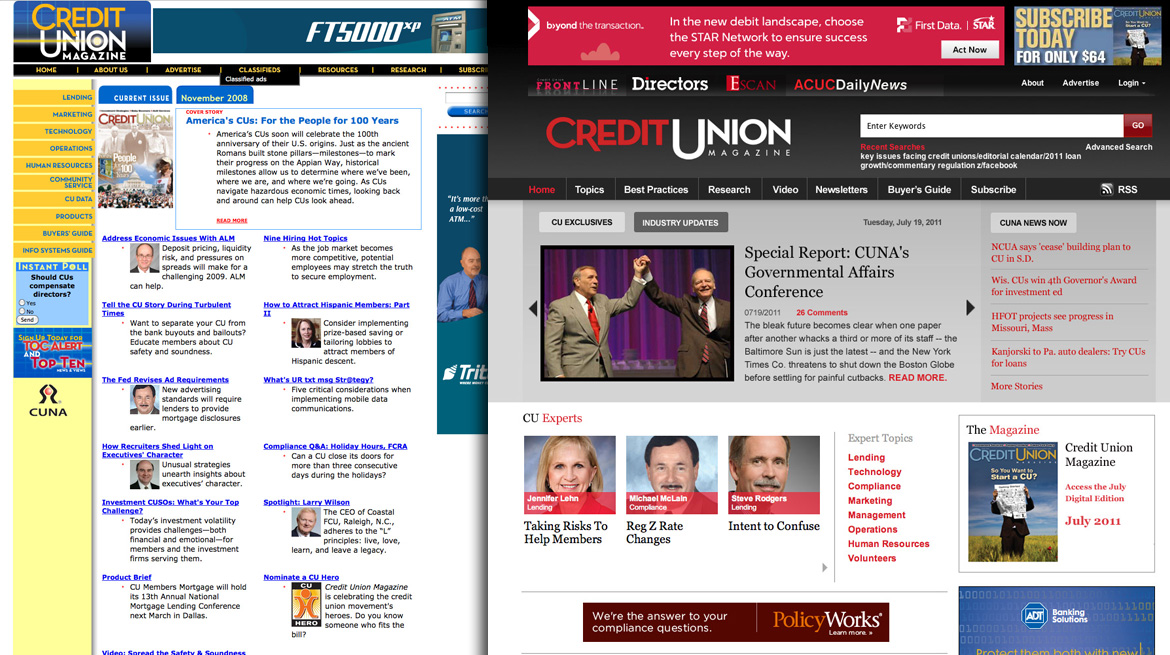 CREDIT
UNION
MAGAZINE
FT5000xp
HOME
ABOUT US
ADVERTISE
CLASSIFIEDS
RESOURCES
RESEARCH
SUBSCR
Classified ads
LENDING
MARKETING
TECHNOLOGY
OPERATIONS
HUMAN RESOURCES
COMMUNITY
SERVICE
CU DATA
PRODUCTS
BUYERS' GUIDE
INFO SYSTEMS GUIDE
INSTANT POLL
Should CUs
compensate
directors?
Yes
No
Send
SIGN UP TODAY FOR
TOC ALERT
AND
TOP TEN
NEWS & VIEWS
CUNA
CURRENT ISSUE
November 2008
CREDIT UNION
People
100
COVER STORY
America's CUs: For the People for 100 Years
America's CUs soon will celebrate the 100th
anniversary of their U.S. origins. Just as the ancient
Romans built stone pillars—milestones—to mark
their progress on the Appian Way, historical
milestones allow us to determine where we've been,
where we are, and where we're going. As CUs
navigate hazardous economic times, looking back
and around can help CUs look ahead.
READ MORE
Address Economic Issues With ALM
Deposit pricing, liquidity
risk, and pressures on
spreads will make for a
challenging 2009. ALM
can help.
Tell the CU Story During Turbulent
Times
Want to separate your CU from
the bank buyouts and bailouts?
Educate members about CU
safety and soundness.
The Fed Revises Ad Requirements
New advertising
standards will require
lenders to provide
mortgage disclosures
earlier.
How Recruiters Shed Light on
Executives' Character
Unusual strategies
unearth insights about
executives' character.
Investment CUSOs: What's Your Top
Challenge?
Today's investment volatility
provides challenges—both
financial and emotional—for
members and the investment
firms serving them.
Product Brief
CU Members Mortgage will hold
its 13th Annual National
Mortgage Lending Conference
next March in Dallas.
Video: Spread the Safety & Soundness
Nine Hiring Hot Topics
As the job market becomes
more competitive, potential
employees may stretch the truth
to secure employment.
How to Attract Hispanic Members: Part
II
Consider implementing
prize-based saving or
tailoring lobbies to
attract members of
Hispanic descent.
What's UR txt msg Str@tegy?
Five critical considerations when
implementing mobile data
communications.
Compliance Q&A: Holiday Hours, FCRA
Can a CU close its doors for
more than three consecutive
days during the holidays?
Spotlight: Larry Wilson
The CEO of Coastal
FCU, Raleigh, N.C.,
adheres to the "L"
principles: live, love,
learn, and leave a legacy.
Nominate a CU Hero
CU
HERO
Credit Union Magazine
is celebrating the credit
union movement's
heroes. Do you know
someone who fits the
bill?
SEARCH
"It's more th
a low-cost
ATM..."
Trit
beyond the transaction.
In the new debit landscape, choose
the STAR Network to ensure success
every step of the way.
First Data.
STAR
Act Now
SUBSCRIBE
TODAY
FOR ONLY $64
CREDIT UNION
FRONTLINE
Directors
ESCAN
ACUCDailyNews
About
Advertise
Login
CREDIT UNION
MAGAZINE
Enter Keywords
GO
Recent Searches
Advanced Search
key issues facing credit unions/editorial calendar/2011 loan
growth/commentary regulation z/facebook
Home
Topics
Best Practices
Research
Video
Newsletters
Buyer's Guide
Subscribe
RSS
CU EXCLUSIVES
INDUSTRY UPDATES
Tuesday, July 19, 2011
Special Report: CUNA's
Governmental Affairs
Conference
0719/2011
26 Comments
The bleak future becomes clear when one paper
after another whacks a third or more of its staff -- the
Baltimore Sun is just the latest -- and the New York
Times Co. threatens to shut down the Boston Globe
before settling for painful cutbacks. READ MORE.
CUNA NEWS NOW
NCUA says 'cease' building plan to
CU in S.D.
Wis. CUs win 4th Governor's Award
for investment ed
HFOT projects see progress in
Missouri, Mass
Kanjorski to Pa. auto dealers: Try CUs
for loans
More Stories
CU Experts
Jennifer Lehn
Lending
Taking Risks To
Help Members
Michael McLain
Compliance
Reg Z Rate
Changes
Steve Rodgers
Lending
Intent to Confuse
Expert Topics
Lending
Technology
Compliance
Marketing
Management
Operations
Human Resources
Volunteers
The Magazine
CREDIT UNION
So You Want to
Start a CU?
Credit Union
Magazine
Access the July
Digital Edition
July 2011
We're the answer to your
compliance questions.
PolicyWorks
Learn more. »
ADT
Banking
Solutions
Protect them both with new